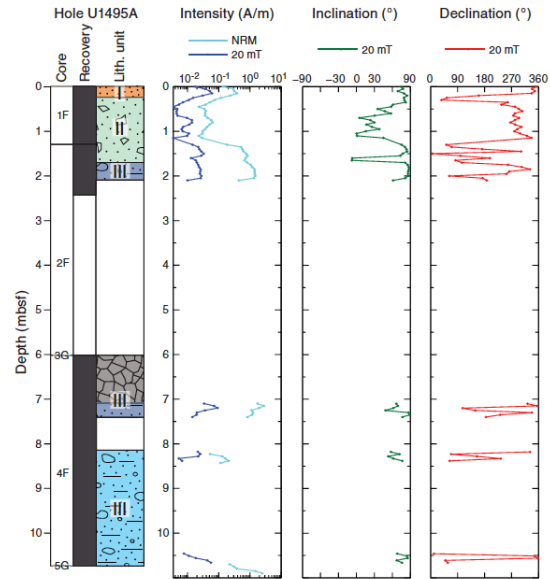 Hole U1495A
Intensity (A/m)
Inclination (°)
Declination (°)
Core
Recovery
Lith. unit
NRM
20 mT
20 mT
20 mT
10⁻² 10⁻¹ 10⁰ 10¹
−90 −30 30 90
0 90 180 270 360
Depth (mbsf)
0 0 0 0
1 1 1 1
2 2 2 2
3 3 3 3
4 4 4 4
5 5 5 5
6 6 6 6
7 7 7 7
8 8 8 8
9 9 9 9
10 10 10 10
1F
2F
3G
4F
5G
I
II
III
III
III